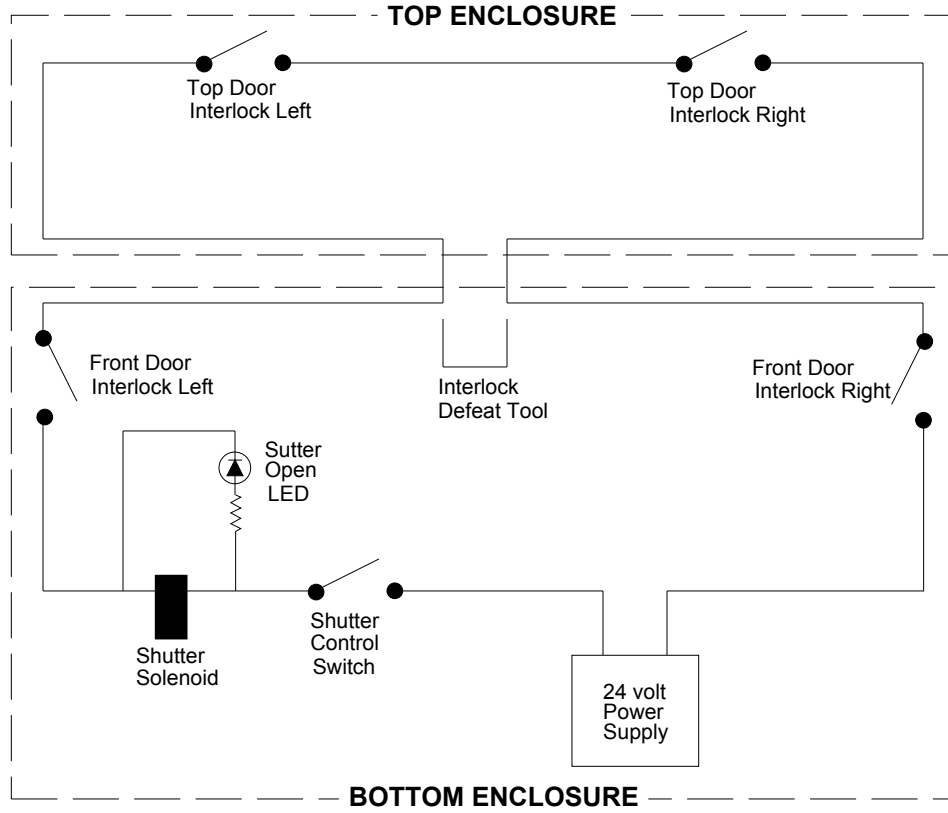 TOP ENCLOSURE
Top Door
Interlock Left
Top Door
Interlock Right
Front Door
Interlock Left
Interlock
Defeat Tool
Front Door
Interlock Right
Sutter
Open
LED
Shutter
Solenoid
Shutter
Control
Switch
24 volt
Power
Supply
BOTTOM ENCLOSURE